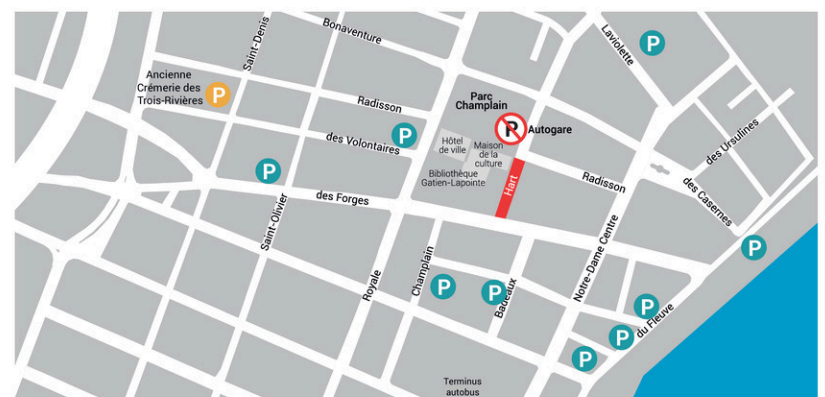 Bonaventure
Saint-Denis
Laviolette
P
Ancienne
Crémerie des
Trois-Rivières
P
Radisson
Parc
Champlain
P
Autogare
des Volontaires
P
Hôtel
de ville
Maison
de la
culture
Bibliothèque
Gatien-Lapointe
Hart
Radisson
des Ursulines
des Casernes
P
des Forges
Saint-Olivier
Royale
Champlain
P
P
Badeaux
Notre-Dame Centre
P
P
P
P
du Fleuve
Terminus
autobus